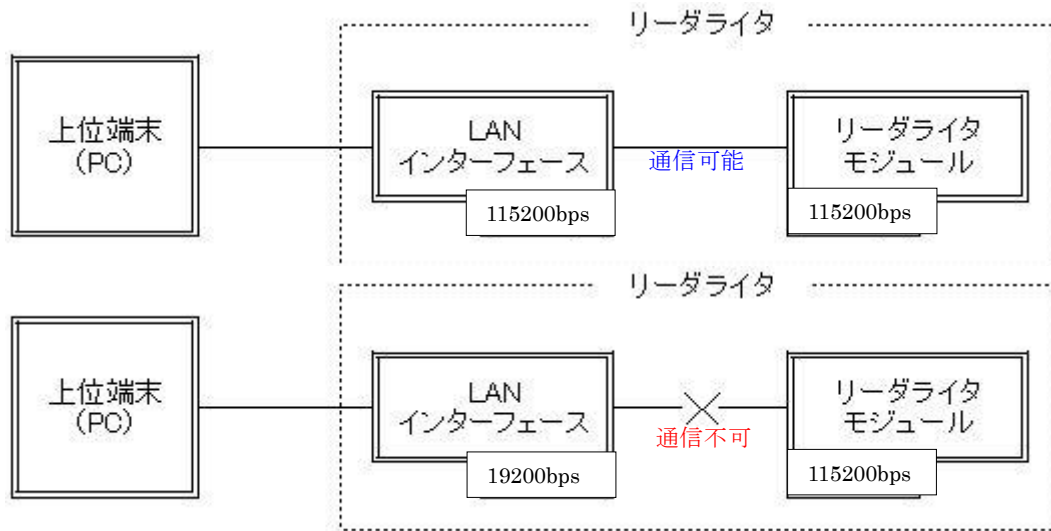 リーダライタ
上位端末
(PC)
LAN
インターフェース
通信可能
リーダライタ
モジュール
115200bps
115200bps
リーダライタ
上位端末
(PC)
LAN
インターフェース
通信不可
リーダライタ
モジュール
19200bps
115200bps